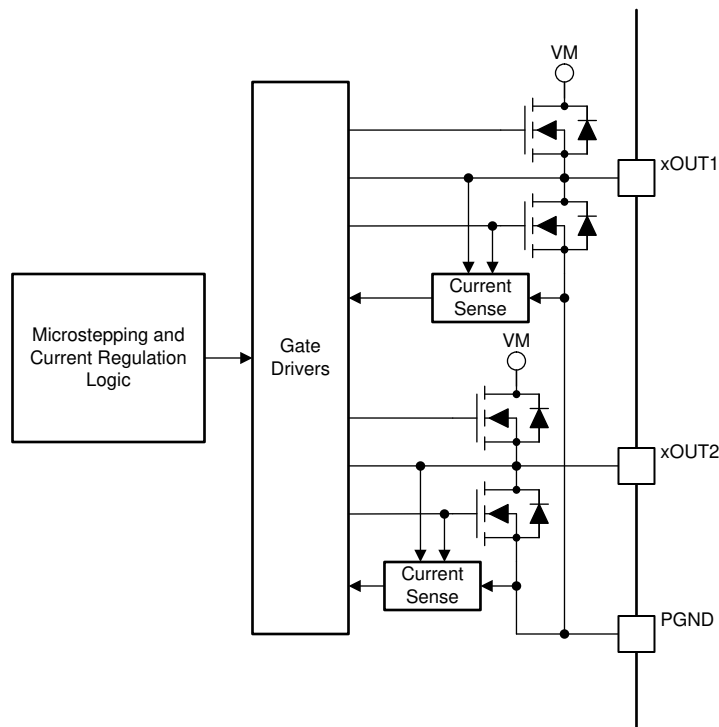 VM
xOUT1
Current
Sense
Microstepping and
Current Regulation
Logic
Gate
Drivers
VM
xOUT2
Current
Sense
PGND